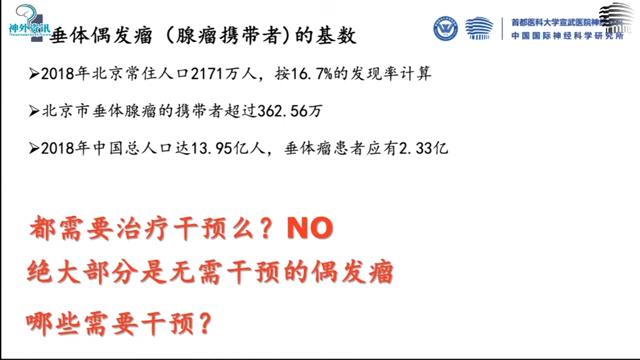 神外资讯
垂体偶发瘤（腺瘤携带者)的基数
首都医科大学宣武医院神经外科
中国国际神经科学研究所
➢2018年北京常住人口2171万人，按16.7%的发现率计算
➢北京市垂体腺瘤的携带者超过362.56万
➢2018年中国总人口达13.95亿人，垂体瘤患者应有2.33亿
都需要治疗干预么？NO
绝大部分是无需干预的偶发瘤
哪些需要干预？